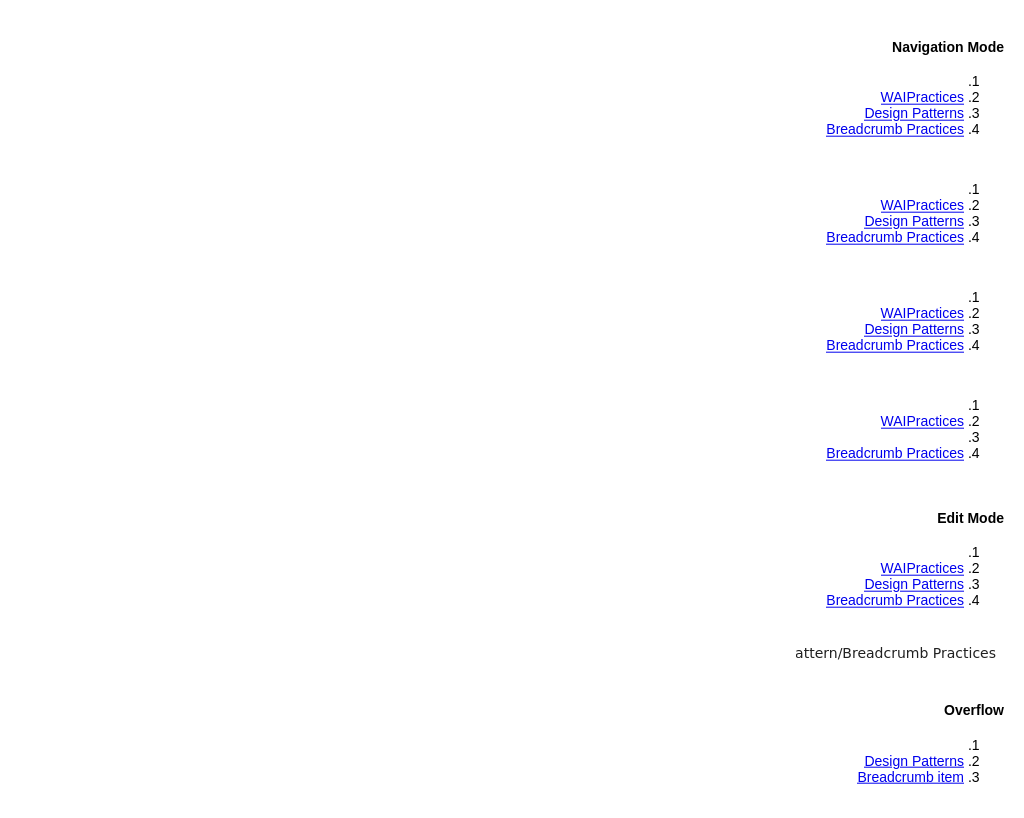 Navigation Mode
.1
.2 WAIPractices
.3 Design Patterns
.4 Breadcrumb Practices
.1
.2 WAIPractices
.3 Design Patterns
.4 Breadcrumb Practices
.1
.2 WAIPractices
.3 Design Patterns
.4 Breadcrumb Practices
.1
.2 WAIPractices
.3
.4 Breadcrumb Practices
Edit Mode
.1
.2 WAIPractices
.3 Design Patterns
.4 Breadcrumb Practices
attern/Breadcrumb Practices
Overflow
.1
.2 Design Patterns
.3 Breadcrumb item